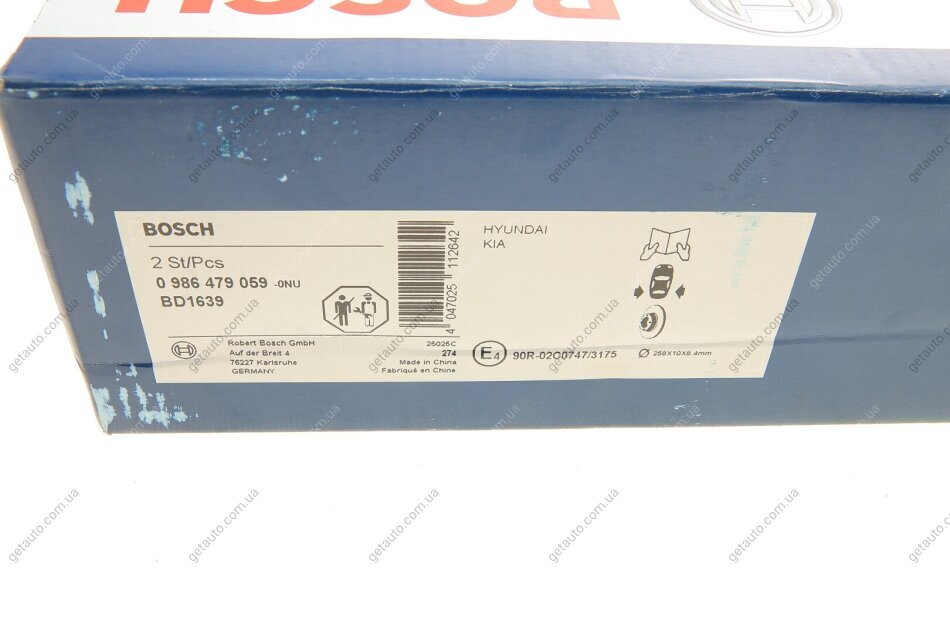 BOSCH
BOSCH
2 St/Pcs
0 986 479 059 -0NU
BD1639
Robert Bosch GmbH
Auf der Breit 4
76227 Karlsruhe
GERMANY
4 047025 112642
25025C
274
Made in China
Fabriqué en China
HYUNDAI
KIA
E4 90R-02C0747/3175
Ø 258X10X8.4mm
getauto.com.ua